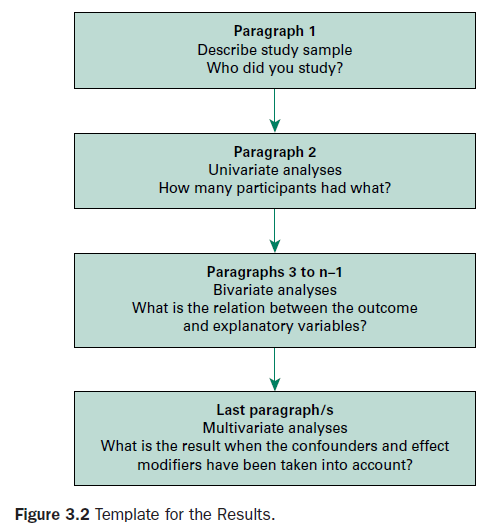 Paragraph 1
Describe study sample
Who did you study?
Paragraph 2
Univariate analyses
How many participants had what?
Paragraphs 3 to n–1
Bivariate analyses
What is the relation between the outcome
and explanatory variables?
Last paragraph/s
Multivariate analyses
What is the result when the confounders and effect
modifiers have been taken into account?
Figure 3.2 Template for the Results.